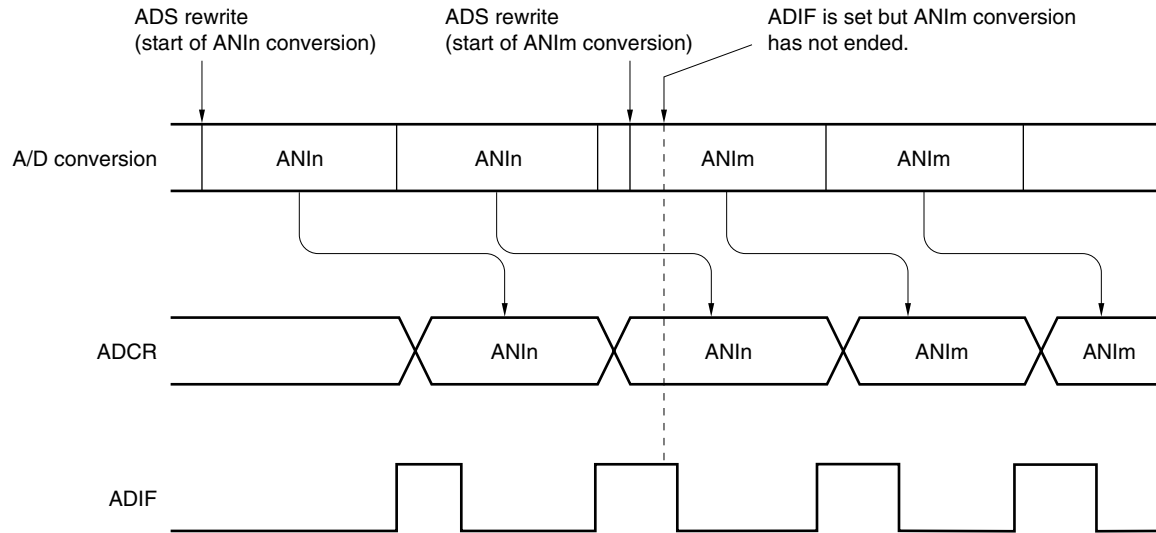 ADS rewrite
(start of ANIn conversion)
ADS rewrite
(start of ANIm conversion)
ADIF is set but ANIm conversion
has not ended.
A/D conversion
ANIn
ANIn
ANIm
ANIm
ADCR
ANIn
ANIn
ANIm
ANIm
ADIF